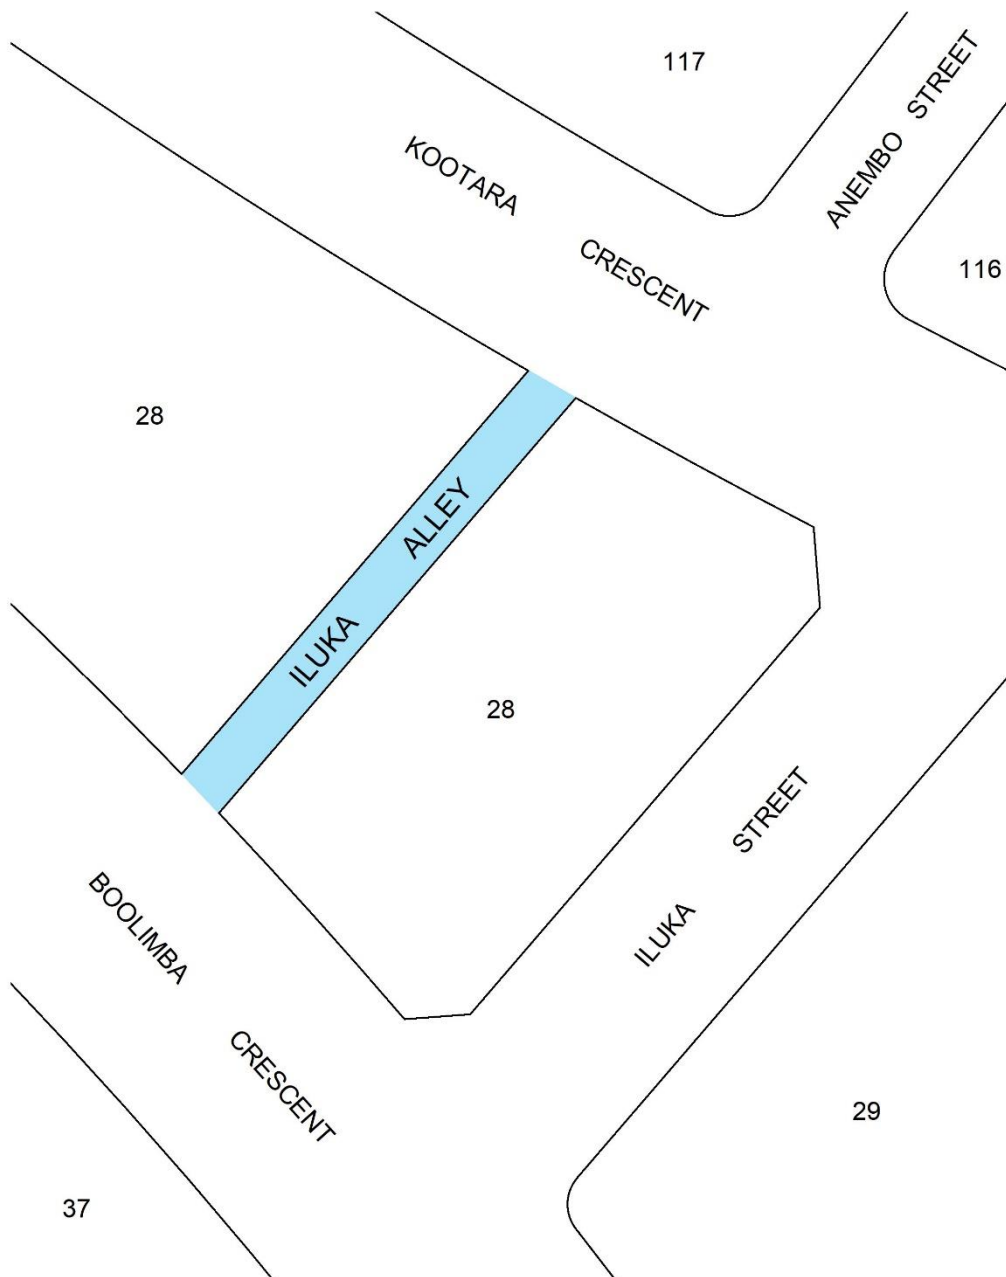 117
ANEMBO STREET
KOOTARA CRESCENT
116
28
ILUKA ALLEY
28
ILUKA STREET
BOOLIMBA CRESCENT
29
37